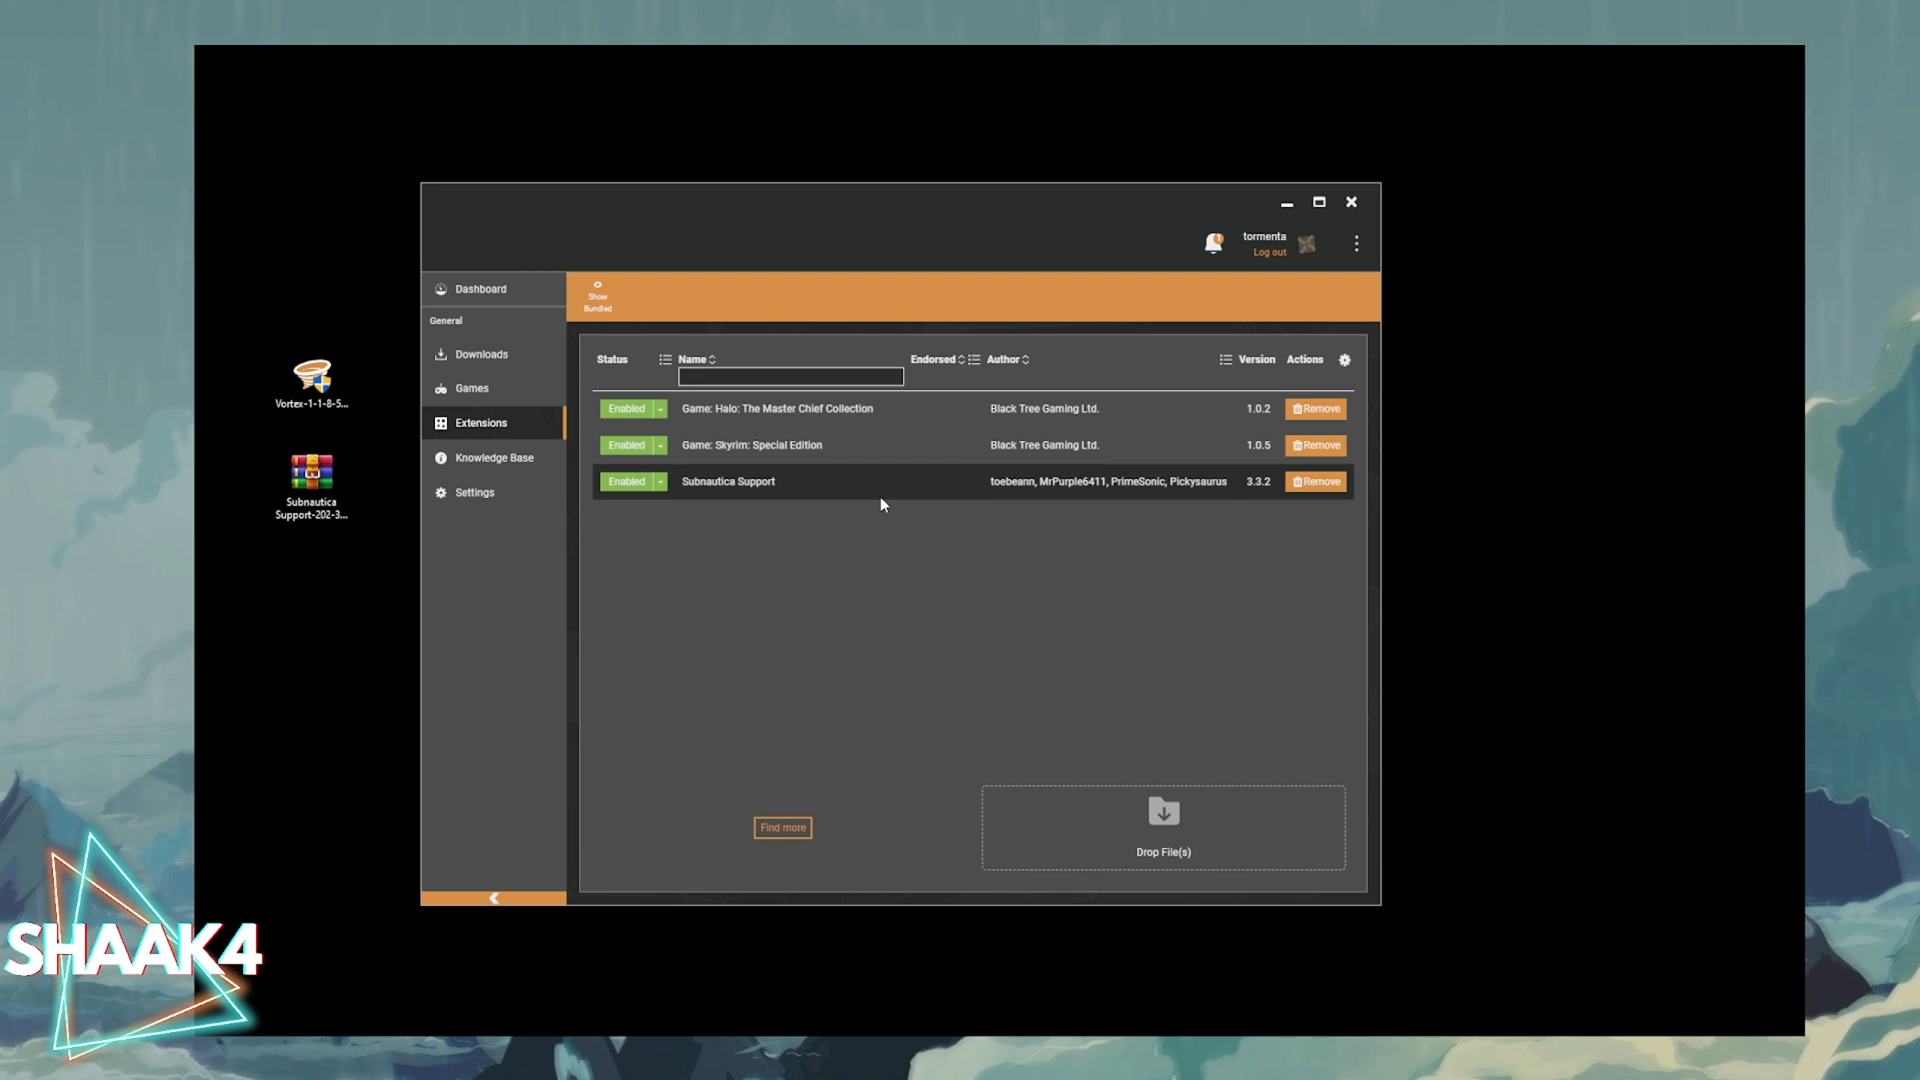 tormenta
Log out
Dashboard
Show
Bundled
General
Downloads
Games
Extensions
Knowledge Base
Settings
Status Name Endorsed Author Version Actions
Enabled Game: Halo: The Master Chief Collection Black Tree Gaming Ltd. 1.0.2 Remove
Enabled Game: Skyrim: Special Edition Black Tree Gaming Ltd. 1.0.5 Remove
Enabled Subnautica Support toebeann, MrPurple6411, PrimeSonic, Pickysaurus 3.3.2 Remove
Find more
Drop File(s)
Vortex-1-1-8-5...
Subnautica
Support-202-3...
SHAAK4